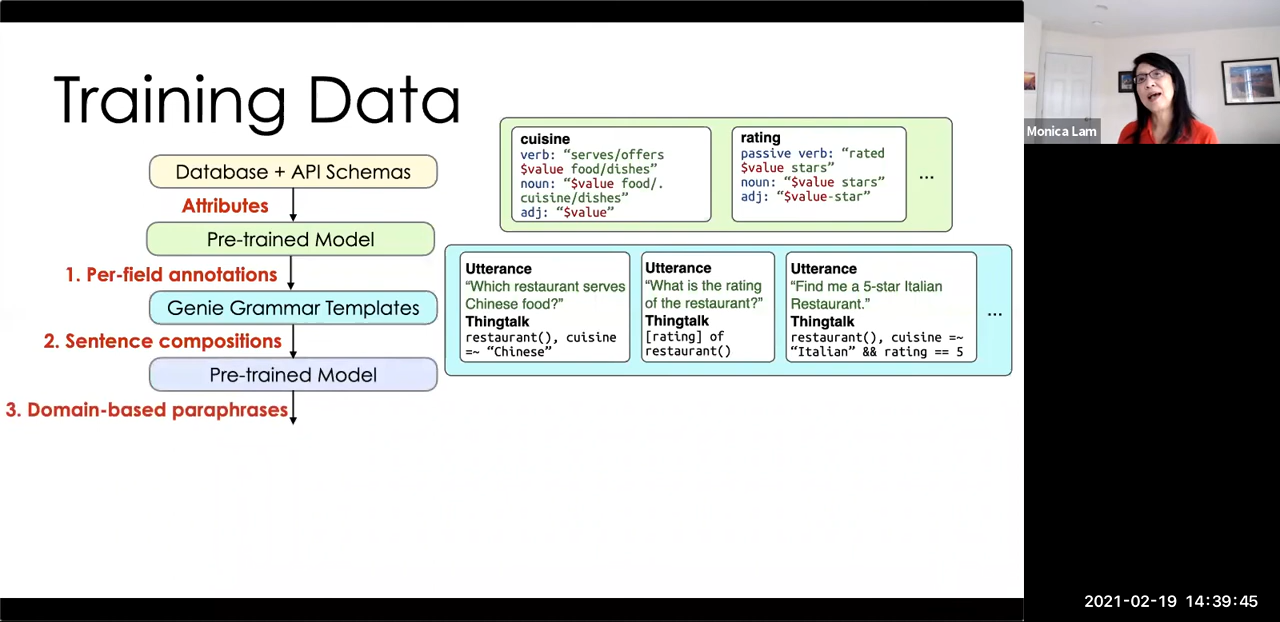 Training Data
Database + API Schemas
Attributes
Pre-trained Model
1. Per-field annotations
Genie Grammar Templates
2. Sentence compositions
Pre-trained Model
3. Domain-based paraphrases
cuisine
verb: “serves/offers
$value food/dishes”
noun: “$value food/.
cuisine/dishes”
adj: “$value”
rating
passive verb: “rated
$value stars”
noun: “$value stars”
adj: “$value-star”
...
Utterance
“Which restaurant serves
Chinese food?”
Thingtalk
restaurant(), cuisine
=~ “Chinese”
Utterance
“What is the rating
of the restaurant?”
Thingtalk
[rating] of
restaurant()
Utterance
“Find me a 5-star Italian
Restaurant.”
Thingtalk
restaurant(), cuisine =~
“Italian” && rating == 5
...
Monica Lam
2021-02-19 14:39:45